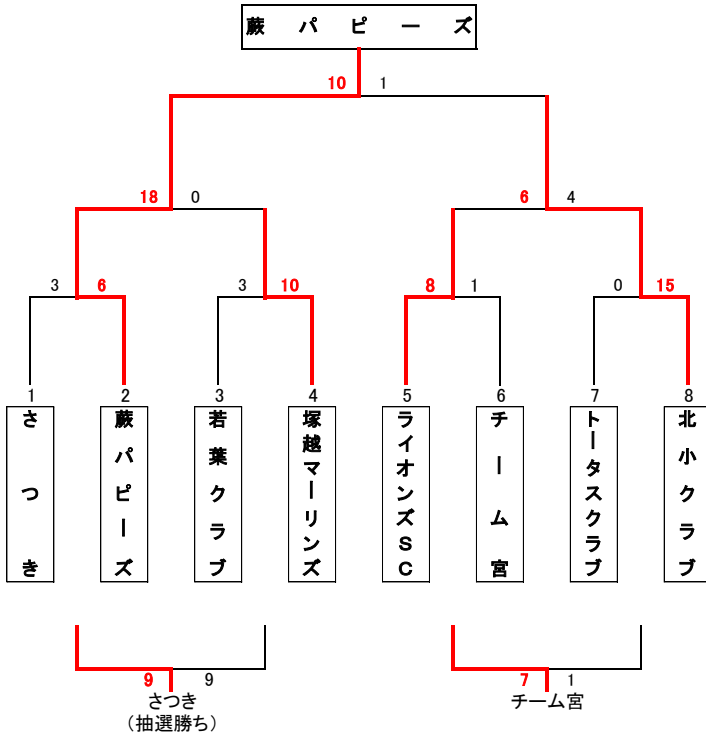 蕨パピーズ
10 1
18 0 6 4
3 6 3 10 8 1 0 15
1 2 3 4 5 6 7 8
さつき
蕨パピーズ
若葉クラブ
塚越マーリンズ
ライオンズSC
チーム宮
トータスクラブ
北小クラブ
9 9 7 1
さつき チーム宮
（抽選勝ち）